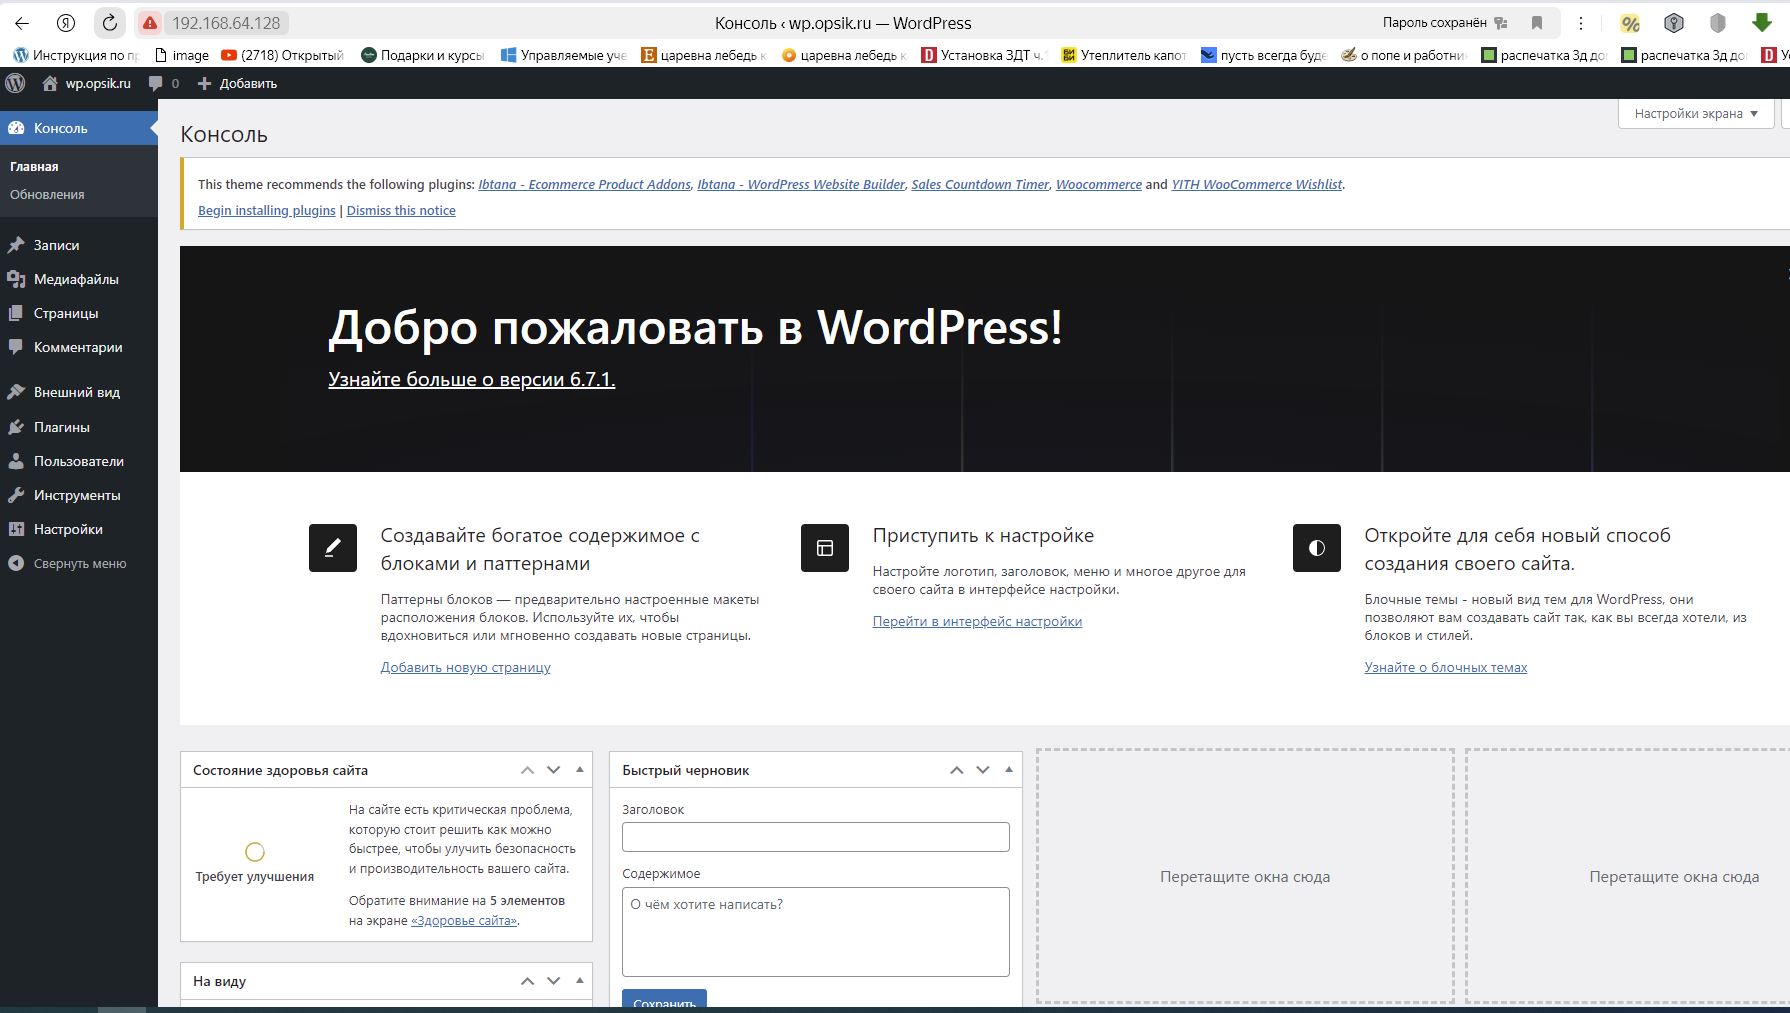 192.168.64.128
Консоль ‹ wp.opsik.ru — WordPress
Пароль сохранён
Инструкция по пр
image
(2718) Открытый
Подарки и курсы
Управляемые уче
царевна лебедь к
царевна лебедь к
Установка ЗДТ ч.
Утеплитель капот
пусть всегда буде
о попе и работни
распечатка 3д до
распечатка 3д до
wp.opsik.ru
0
Добавить
Настройки экрана
Консоль
Консоль
Главная
Обновления
Записи
Медиафайлы
Страницы
Комментарии
Внешний вид
Плагины
Пользователи
Инструменты
Настройки
Свернуть меню
This theme recommends the following plugins: Ibtana - Ecommerce Product Addons, Ibtana - WordPress Website Builder, Sales Countdown Timer, Woocommerce and YITH WooCommerce Wishlist.
Begin installing plugins | Dismiss this notice
Добро пожаловать в WordPress!
Узнайте больше о версии 6.7.1.
Создавайте богатое содержимое с
блоками и паттернами
Паттерны блоков — предварительно настроенные макеты
расположения блоков. Используйте их, чтобы
вдохновиться или мгновенно создавать новые страницы.
Добавить новую страницу
Приступить к настройке
Настройте логотип, заголовок, меню и многое другое для
своего сайта в интерфейсе настройки.
Перейти в интерфейс настройки
Откройте для себя новый способ
создания своего сайта.
Блочные темы - новый вид тем для WordPress, они
позволяют вам создавать сайт так, как вы всегда хотели, из
блоков и стилей.
Узнайте о блочных темах
Состояние здоровья сайта
Требует улучшения
На сайте есть критическая проблема,
которую стоит решить как можно
быстрее, чтобы улучить безопасность
и производительность вашего сайта.
Обратите внимание на 5 элементов
на экране «Здоровье сайта».
На виду
Быстрый черновик
Заголовок
Содержимое
О чём хотите написать?
Сохранить
Перетащите окна сюда
Перетащите окна сюда